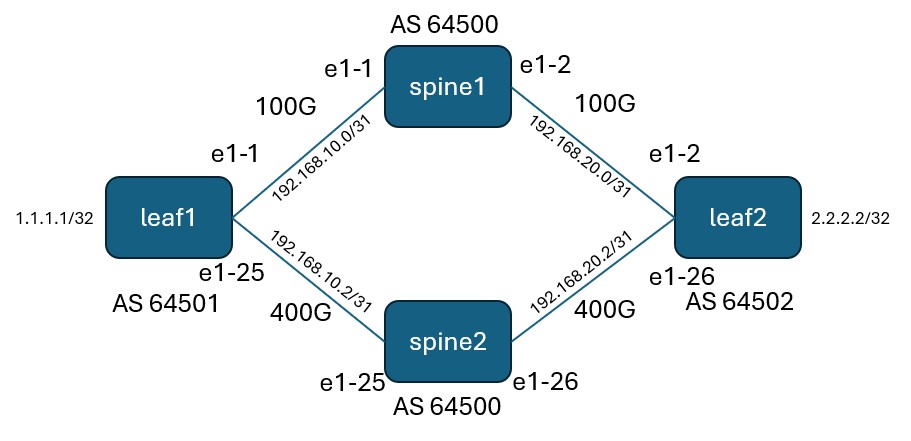 AS 64500
e1-1
spine1
e1-2
100G
100G
192.168.10.0/31
192.168.20.0/31
e1-1
e1-2
1.1.1.1/32
leaf1
leaf2
2.2.2.2/32
192.168.10.2/31
192.168.20.2/31
e1-25
e1-26
AS 64501
AS 64502
400G
400G
spine2
e1-25
e1-26
AS 64500